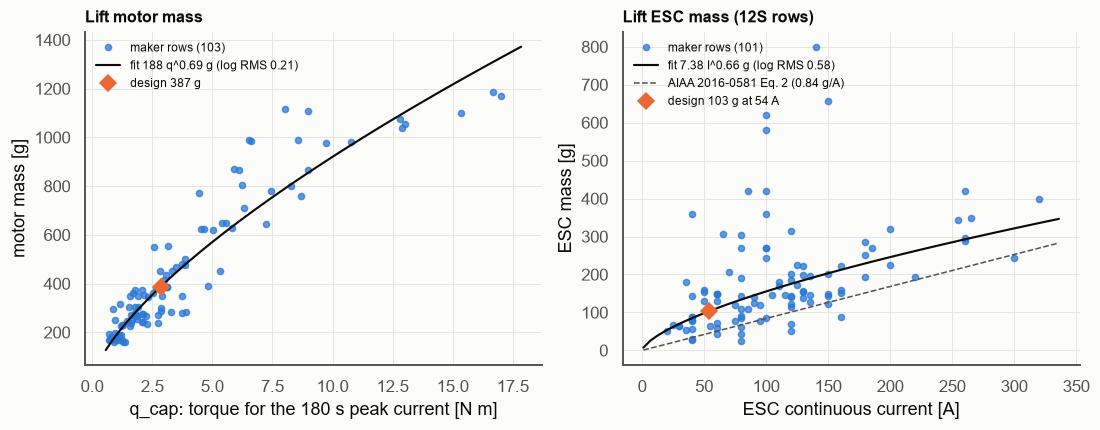 Lift motor mass
maker rows (103)
fit 188 q^0.69 g (log RMS 0.21)
design 387 g
1400
1200
1000
800
600
400
200
motor mass [g]
0.0
2.5
5.0
7.5
10.0
12.5
15.0
17.5
q_cap: torque for the 180 s peak current [N m]
Lift ESC mass (12S rows)
maker rows (101)
fit 7.38 I^0.66 g (log RMS 0.58)
AIAA 2016-0581 Eq. 2 (0.84 g/A)
design 103 g at 54 A
800
700
600
500
400
300
200
100
0
ESC mass [g]
0
50
100
150
200
250
300
350
ESC continuous current [A]